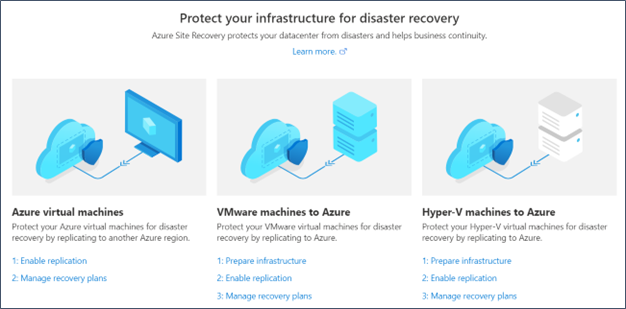 Protect your infrastructure for disaster recovery
Azure Site Recovery protects your datacenter from disasters and helps business continuity.
Learn more.
Azure virtual machines
Protect your Azure virtual machines for disaster
recovery by replicating to another Azure region.
1: Enable replication
2: Manage recovery plans
VMware machines to Azure
Protect your VMware virtual machines for disaster
recovery by replicating to Azure.
1: Prepare infrastructure
2: Enable replication
3: Manage recovery plans
Hyper-V machines to Azure
Protect your Hyper-V virtual machines for disaster
recovery by replicating to Azure.
1: Prepare infrastructure
2: Enable replication
3: Manage recovery plans